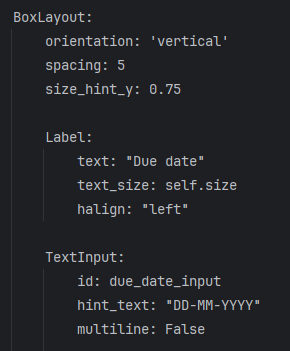 BoxLayout:
    orientation: 'vertical'
    spacing: 5
    size_hint_y: 0.75

    Label:
        text: "Due date"
        text_size: self.size
        halign: "left"

    TextInput:
        id: due_date_input
        hint_text: "DD-MM-YYYY"
        multiline: False